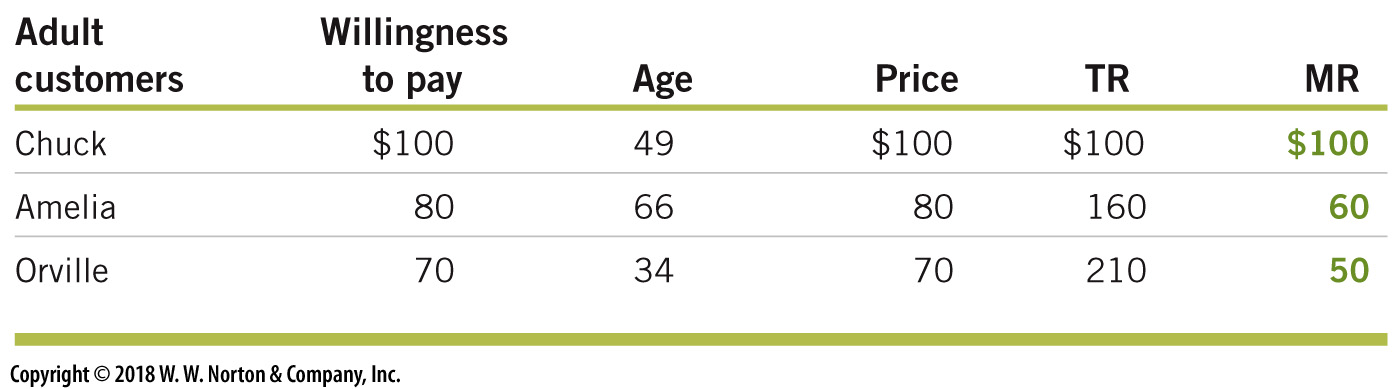 Adult customers Willingness to pay Age Price TR MR
Chuck $100 49 $100 $100 $100
Amelia 80 66 80 160 60
Orville 70 34 70 210 50
Copyright © 2018 W. W. Norton & Company, Inc.